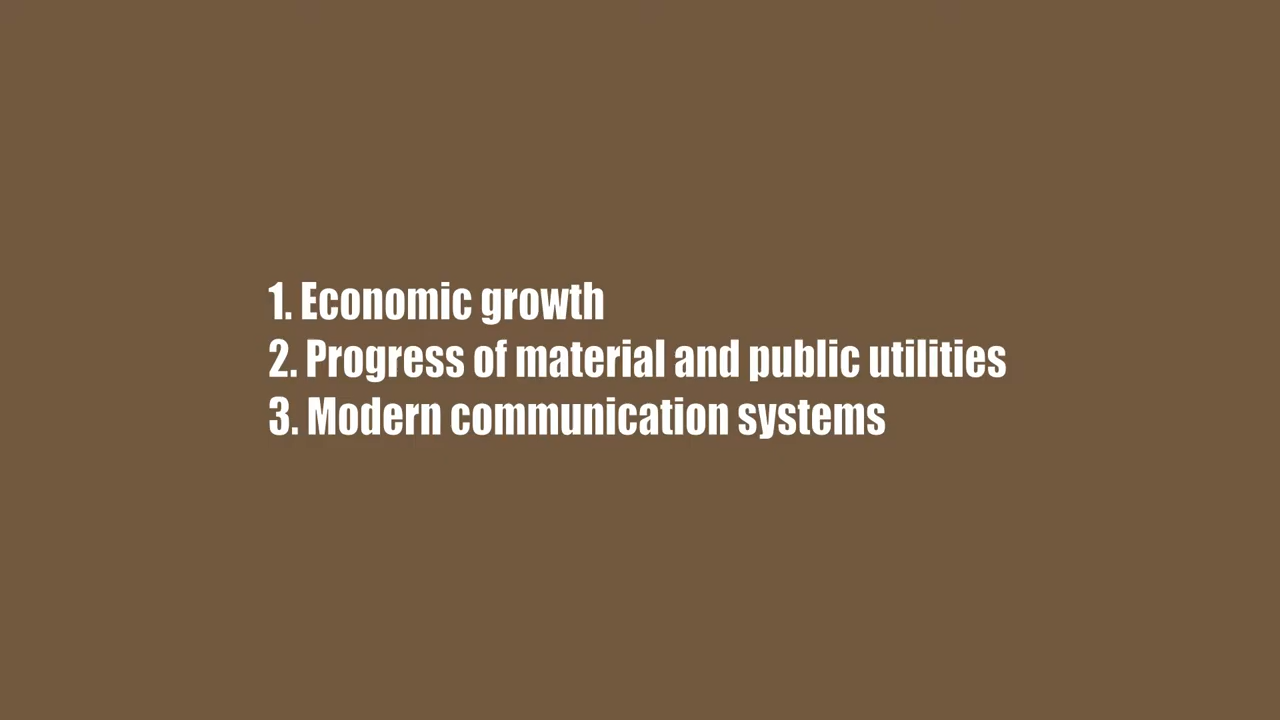 1. Economic growth
2. Progress of material and public utilities
3. Modern communication systems